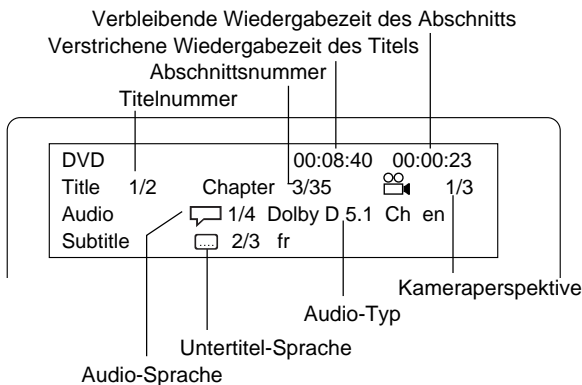 Verbleibende Wiedergabezeit des Abschnitts
Verstrichene Wiedergabezeit des Titels
Abschnittsnummer
Titelnummer
DVD 00:08:40 00:00:23
Title 1/2 Chapter 3/35 1/3
Audio 1/4 Dolby D 5.1 Ch en
Subtitle .... 2/3 fr
Kameraperspektive
Audio-Typ
Untertitel-Sprache
Audio-Sprache